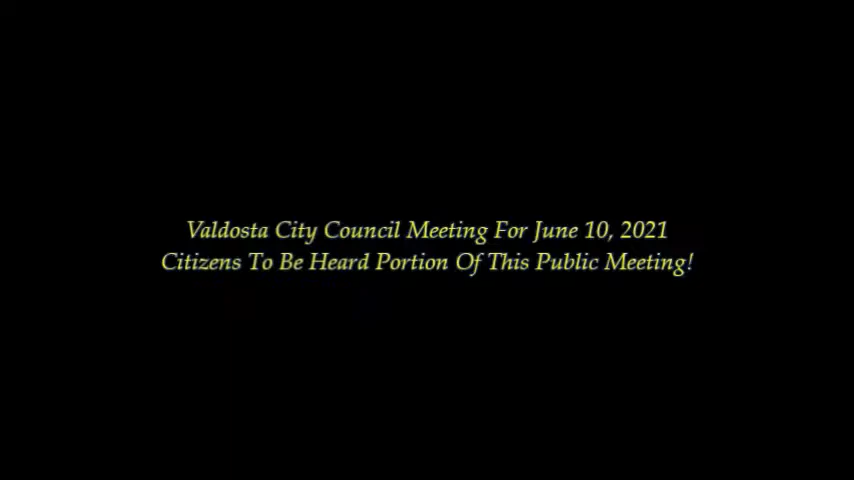 Valdosta City Council Meeting For June 10, 2021
Citizens To Be Heard Portion Of This Public Meeting!